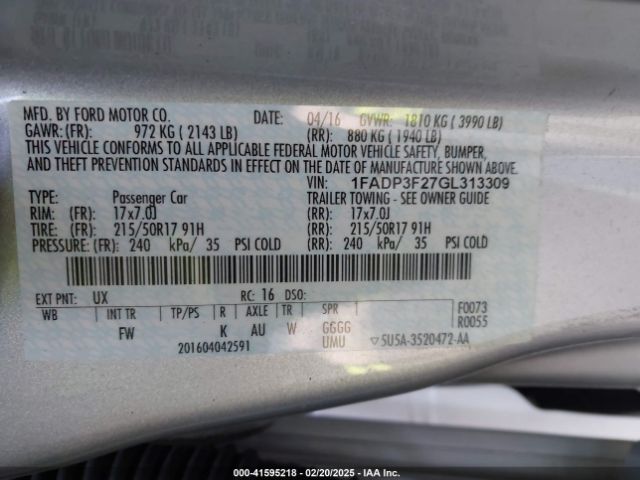 MFD. BY FORD MOTOR CO. DATE: 04/16 GVWR: 1810 KG ( 3990 LB)
GAWR: (FR): 972 KG ( 2143 LB) (RR): 880 KG ( 1940 LB)
THIS VEHICLE CONFORMS TO ALL APPLICABLE FEDERAL MOTOR VEHICLE SAFETY, BUMPER,
AND THEFT PREVENTION STANDARDS IN EFFECT ON THE DATE OF MANUFACTURE SHOWN ABOVE.
VIN: 1FADP3F27GL313309
TYPE: Passenger Car TRAILER TOWING - SEE OWNER GUIDE
RIM: (FR): 17x7.0J (RR): 17x7.0J
TIRE: (FR): 215/50R17 91H (RR): 215/50R17 91H
PRESSURE: (FR): 240 kPa/ 35 PSI COLD (RR): 240 kPa/ 35 PSI COLD
EXT PNT: UX RC: 16 DSO: F0073
WB INT TR TP/PS R AXLE TR SPR R0055
FW K AU W GGGG
201604042591 UMU ▽5U5A-3520472-AA
000-41595218 - 02/20/2025 - IAA, Inc.